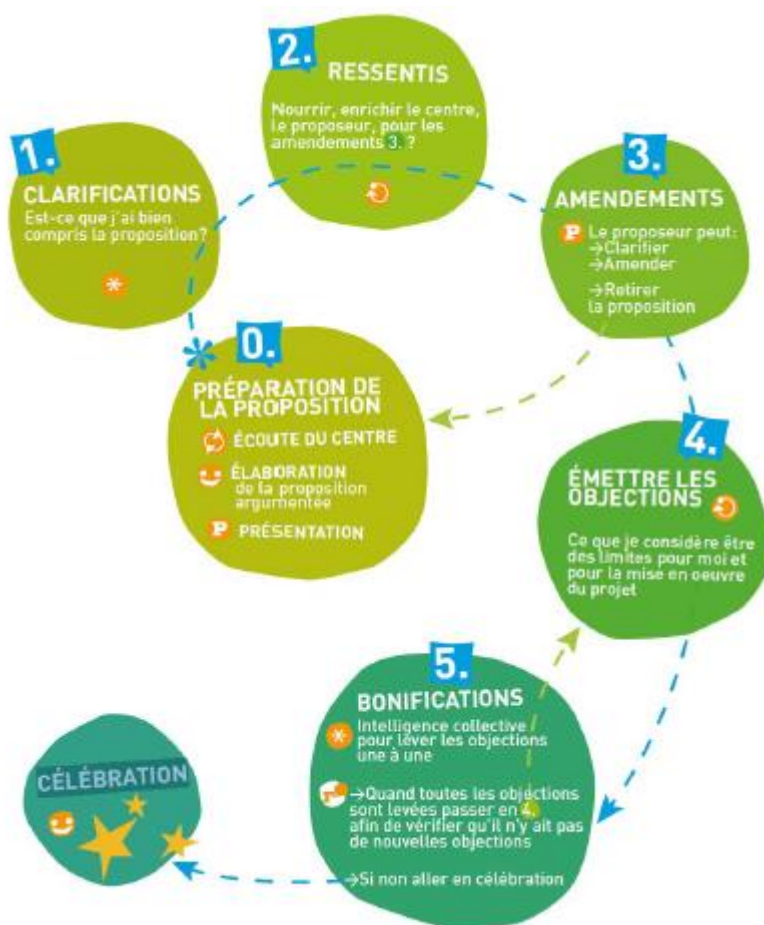 1.
CLARIFICATIONS
Est-ce que j'ai bien
compris la proposition?
2.
RESSENTIS
Nourrir, enrichir le centre,
le proposeur, pour les
amendements 3. ?
3.
AMENDEMENTS
P Le proposeur peut:
→Clarifier
→Amender
→Retirer
la proposition
0.
PRÉPARATION DE
LA PROPOSITION
ÉCOUTE DU CENTRE
ÉLABORATION
de la proposition
argumentée
P PRÉSENTATION
4.
ÉMETTRE LES
OBJECTIONS
Ce que je considère être
des limites pour moi et
pour la mise en oeuvre
du projet
5.
BONIFICATIONS
Intelligence collective
pour lever les objections
une à une
→Quand toutes les objections
sont levées passer en 4.
afin de vérifier qu'il n'y ait pas
de nouvelles objections
→Si non aller en célébration
CÉLÉBRATION